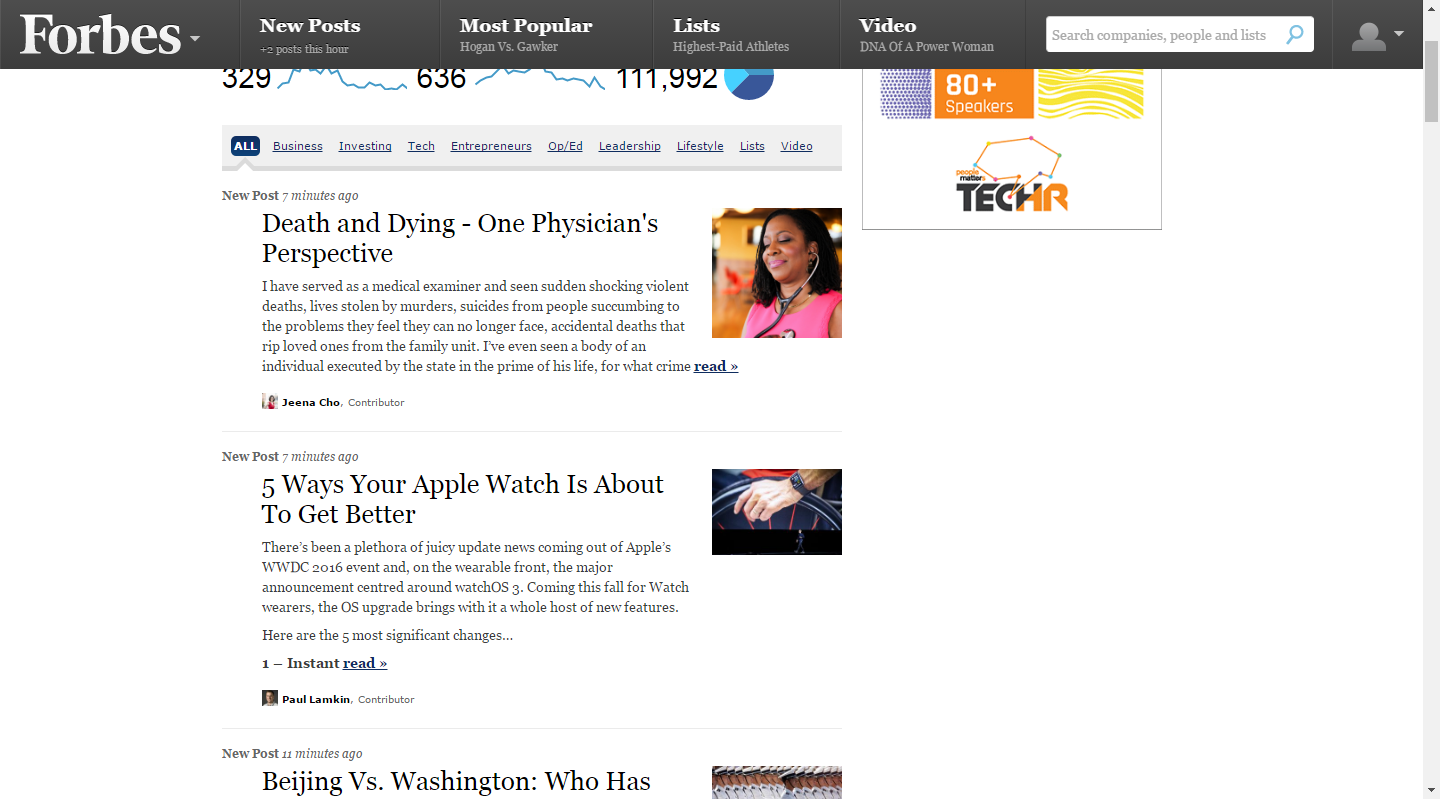 Forbes
New Posts
+2 posts this hour
Most Popular
Hogan Vs. Gawker
Lists
Highest-Paid Athletes
Video
DNA Of A Power Woman
Search companies, people and lists
329
636
111,992
80+
Speakers
people
matters
TECHR
ALL Business Investing Tech Entrepreneurs Op/Ed Leadership Lifestyle Lists Video
New Post 7 minutes ago
Death and Dying - One Physician's
Perspective
I have served as a medical examiner and seen sudden shocking violent
deaths, lives stolen by murders, suicides from people succumbing to
the problems they feel they can no longer face, accidental deaths that
rip loved ones from the family unit. I've even seen a body of an
individual executed by the state in the prime of his life, for what crime read »
Jeena Cho, Contributor
New Post 7 minutes ago
5 Ways Your Apple Watch Is About
To Get Better
There's been a plethora of juicy update news coming out of Apple's
WWDC 2016 event and, on the wearable front, the major
announcement centred around watchOS 3. Coming this fall for Watch
wearers, the OS upgrade brings with it a whole host of new features.
Here are the 5 most significant changes...
1 – Instant read »
Paul Lamkin, Contributor
New Post 11 minutes ago
Beijing Vs. Washington: Who Has